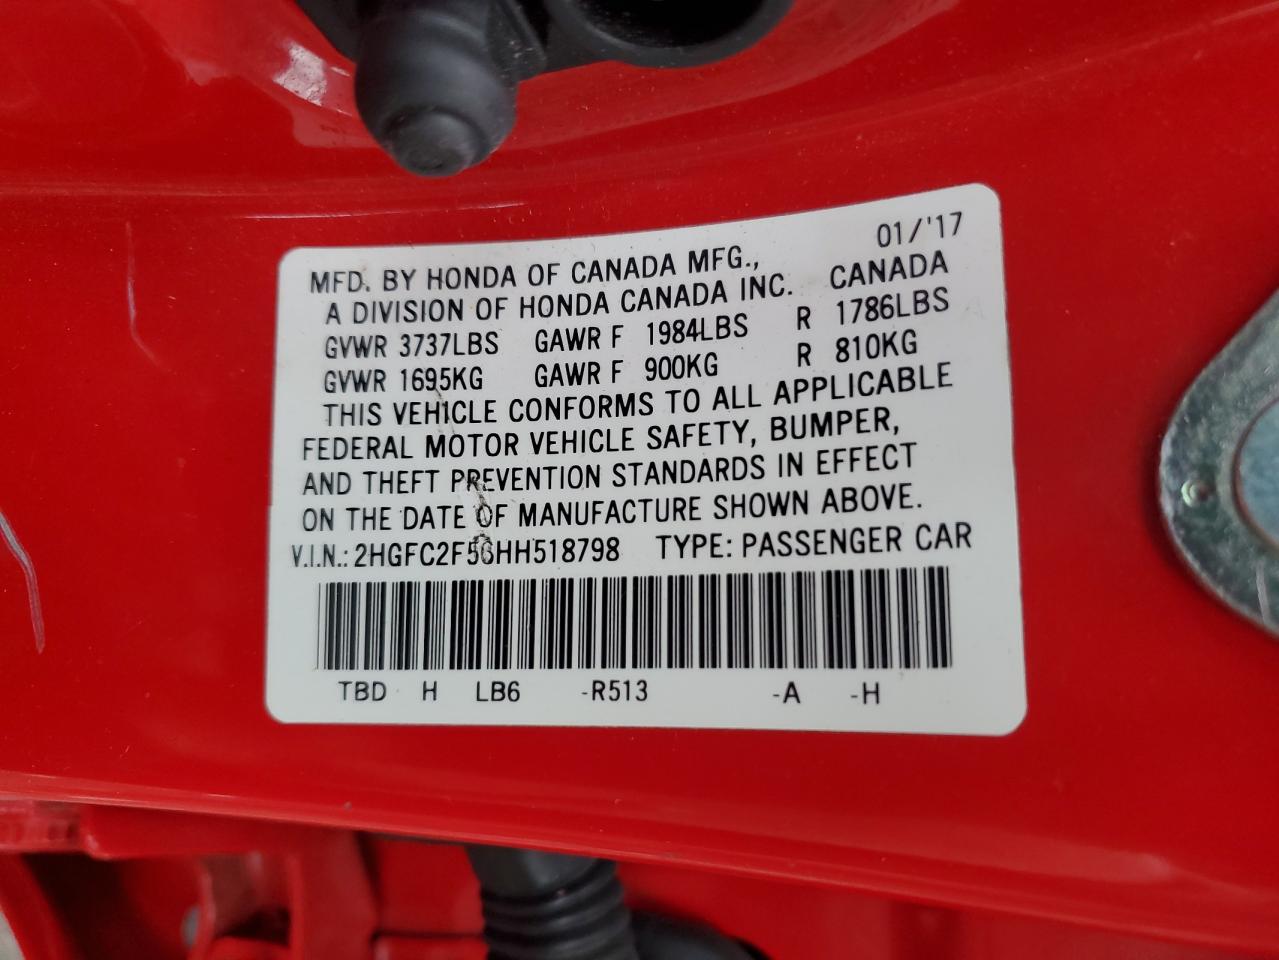 01/'17
MFD. BY HONDA OF CANADA MFG.,
A DIVISION OF HONDA CANADA INC. CANADA
GVWR 3737LBS GAWR F 1984LBS R 1786LBS
GVWR 1695KG GAWR F 900KG R 810KG
THIS VEHICLE CONFORMS TO ALL APPLICABLE
FEDERAL MOTOR VEHICLE SAFETY, BUMPER,
AND THEFT PREVENTION STANDARDS IN EFFECT
ON THE DATE OF MANUFACTURE SHOWN ABOVE.
V.I.N.: 2HGFC2F56HH518798 TYPE: PASSENGER CAR
TBD H LB6 -R513 -A -H